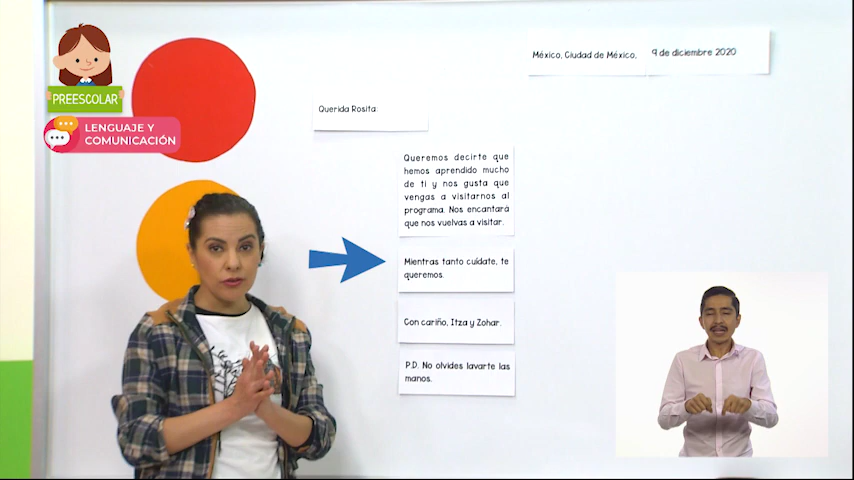 PREESCOLAR
LENGUAJE Y
COMUNICACIÓN
México, Ciudad de México, 9 de diciembre 2020
Querida Rosita:
Queremos decirte que
hemos aprendido mucho
de ti y nos gusta que
vengas a visitarnos al
programa. Nos encantará
que nos vuelvas a visitar.
Mientras tanto cuídate, te
queremos.
Con cariño, Itza y Zohar.
P.D. No olvides lavarte las
manos.